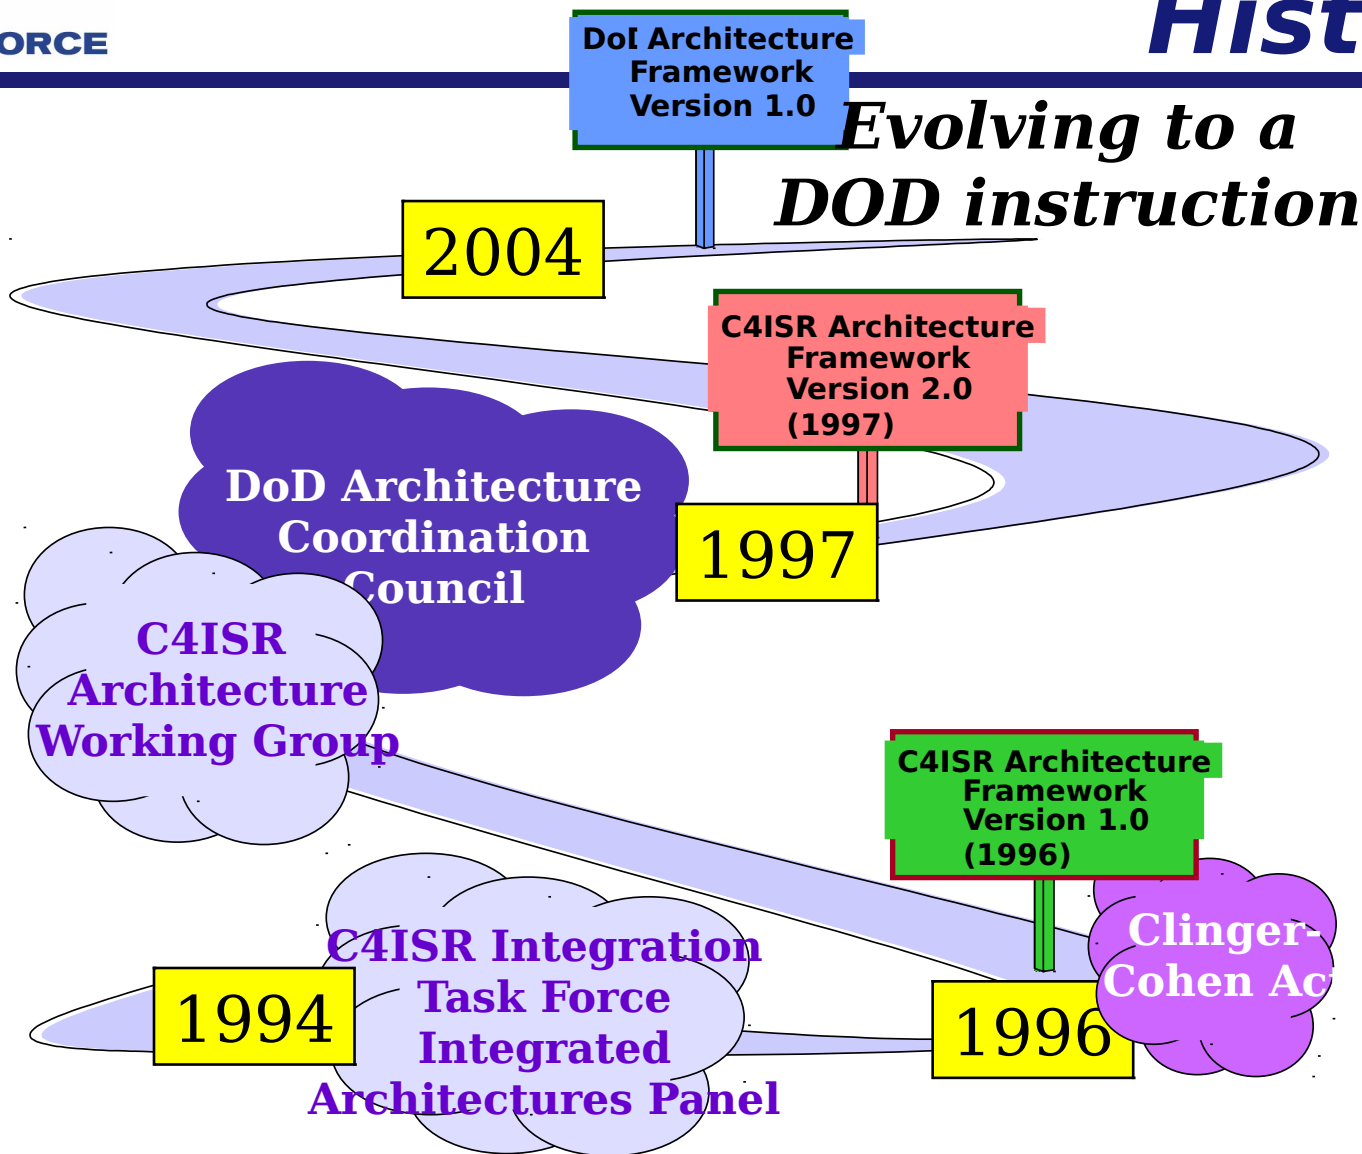 ORCE
Hist
DoD Architecture
Framework
Version 1.0
Evolving to a
DOD instruction
2004
C4ISR Architecture
Framework
Version 2.0
(1997)
DoD Architecture
Coordination
Council
1997
C4ISR
Architecture
Working Group
C4ISR Architecture
Framework
Version 1.0
(1996)
Clinger-
Cohen Act
C4ISR Integration
Task Force
Integrated
Architectures Panel
1994
1996